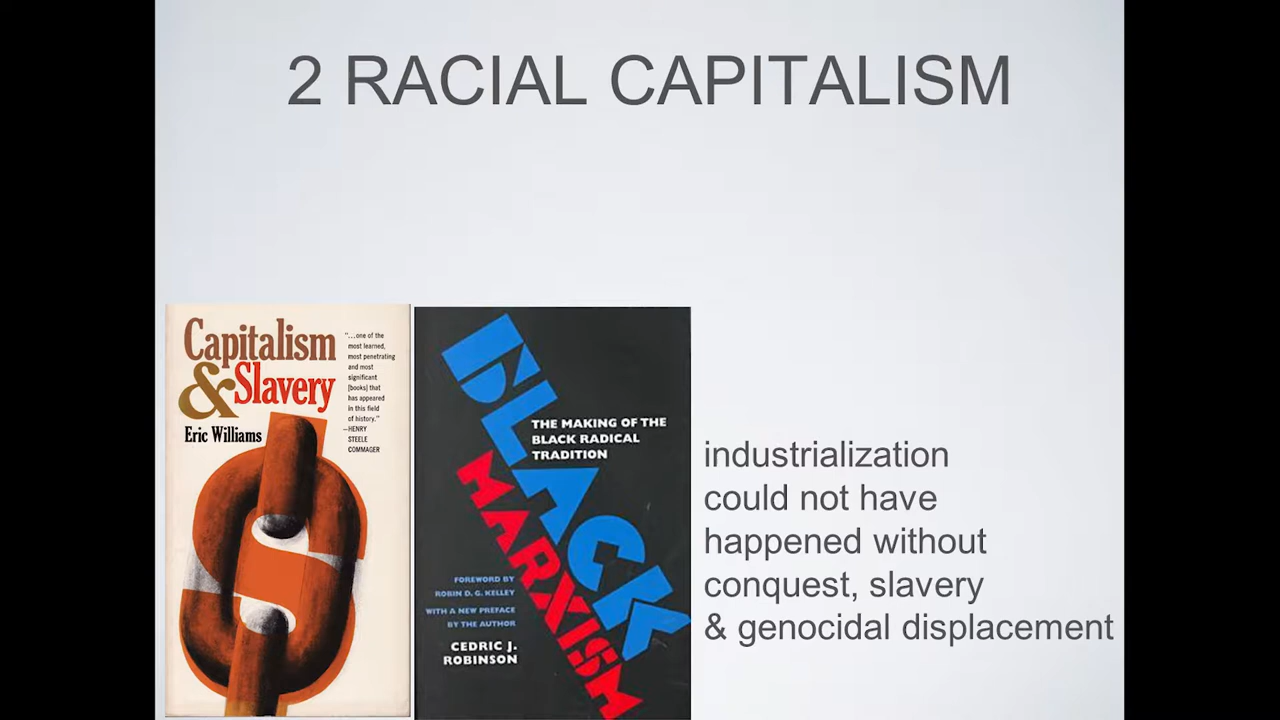 2 RACIAL CAPITALISM
Capitalism
& Slavery
Eric Williams
"...one of the
most learned,
most penetrating
and most
significant
[books] that
has appeared
in this field
of history."
—HENRY
STEELE
COMMAGER
BLACK
MARXISM
THE MAKING OF THE
BLACK RADICAL
TRADITION
FOREWORD BY
ROBIN D. G. KELLEY
WITH A NEW PREFACE
BY THE AUTHOR
CEDRIC J.
ROBINSON
industrialization
could not have
happened without
conquest, slavery
& genocidal displacement